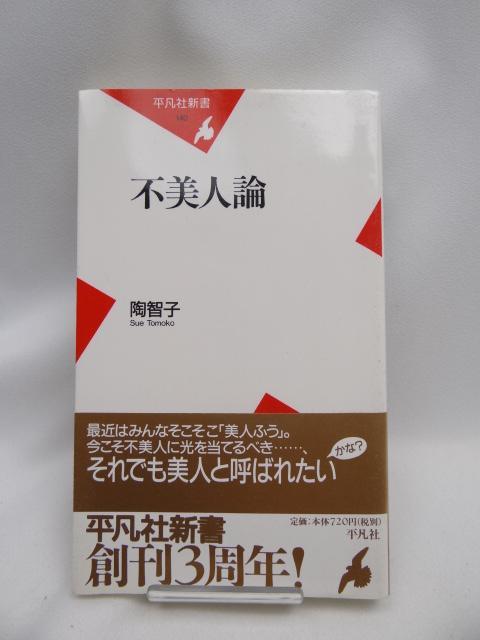 平凡社新書
140
不美人論
陶智子
Sue Tomoko
最近はみんなそこそこ「美人ふう」。
今こそ不美人に光を当てるべき……、
かな？
それでも美人と呼ばれたい
平凡社新書
創刊3周年！
定価：本体720円(税別)
平凡社